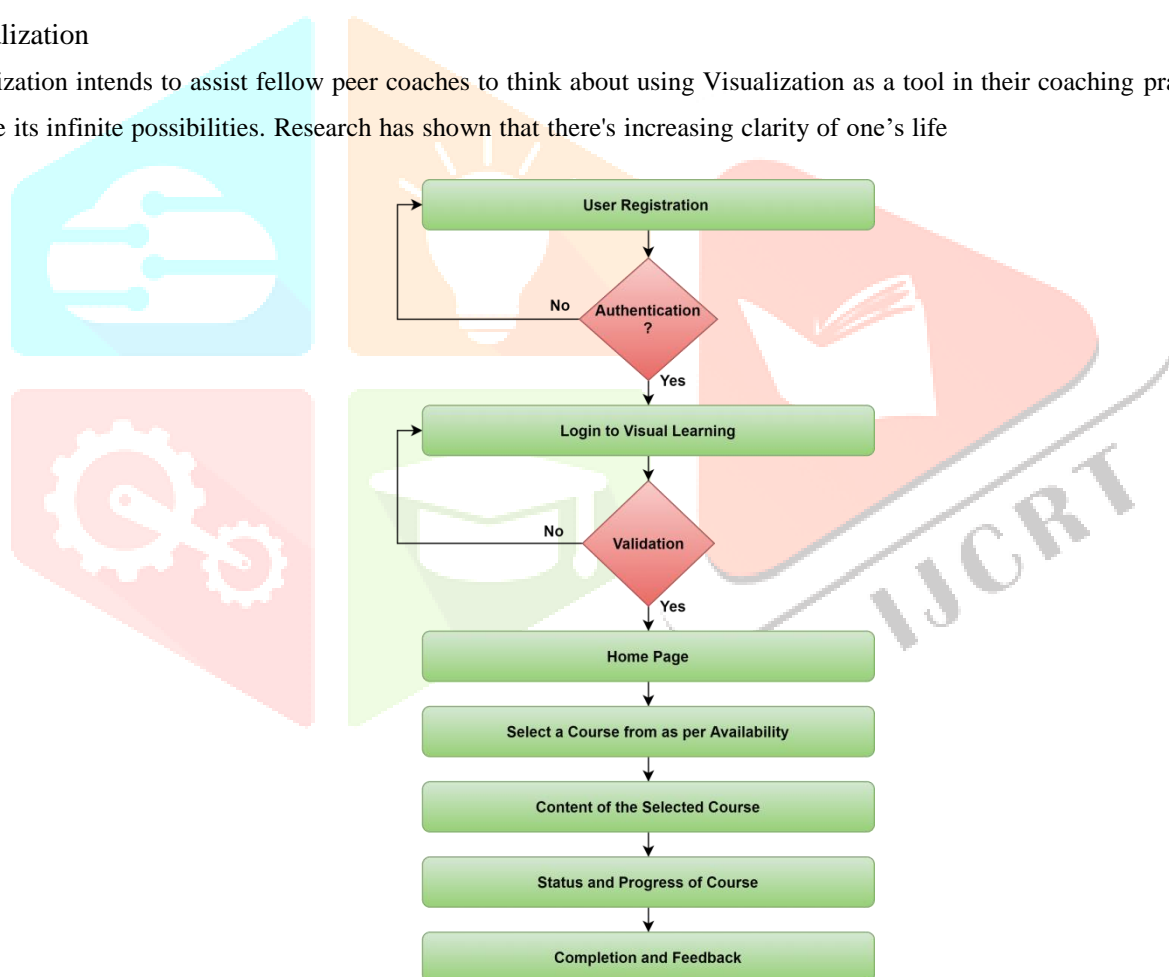 lization
ization intends to assist fellow peer coaches to think about using Visualization as a tool in their coaching pra
e its infinite possibilities. Research has shown that there's increasing clarity of one’s life
User Registration
No
Authentication
?
Yes
Login to Visual Learning
No
Validation
Yes
IJCRT
Home Page
Select a Course from as per Availability
Content of the Selected Course
Status and Progress of Course
Completion and Feedback